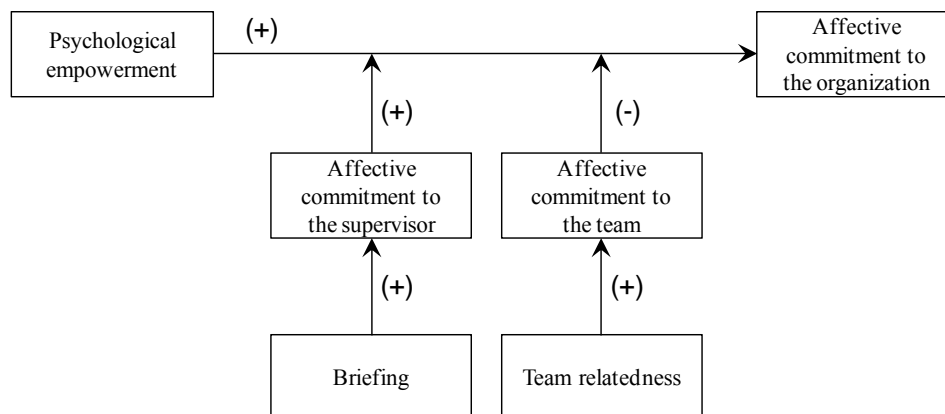 Psychological
empowerment
(+)
Affective
commitment to
the organization
(+)
(-)
Affective
commitment to
the supervisor
Affective
commitment to
the team
(+)
(+)
Briefing
Team relatedness